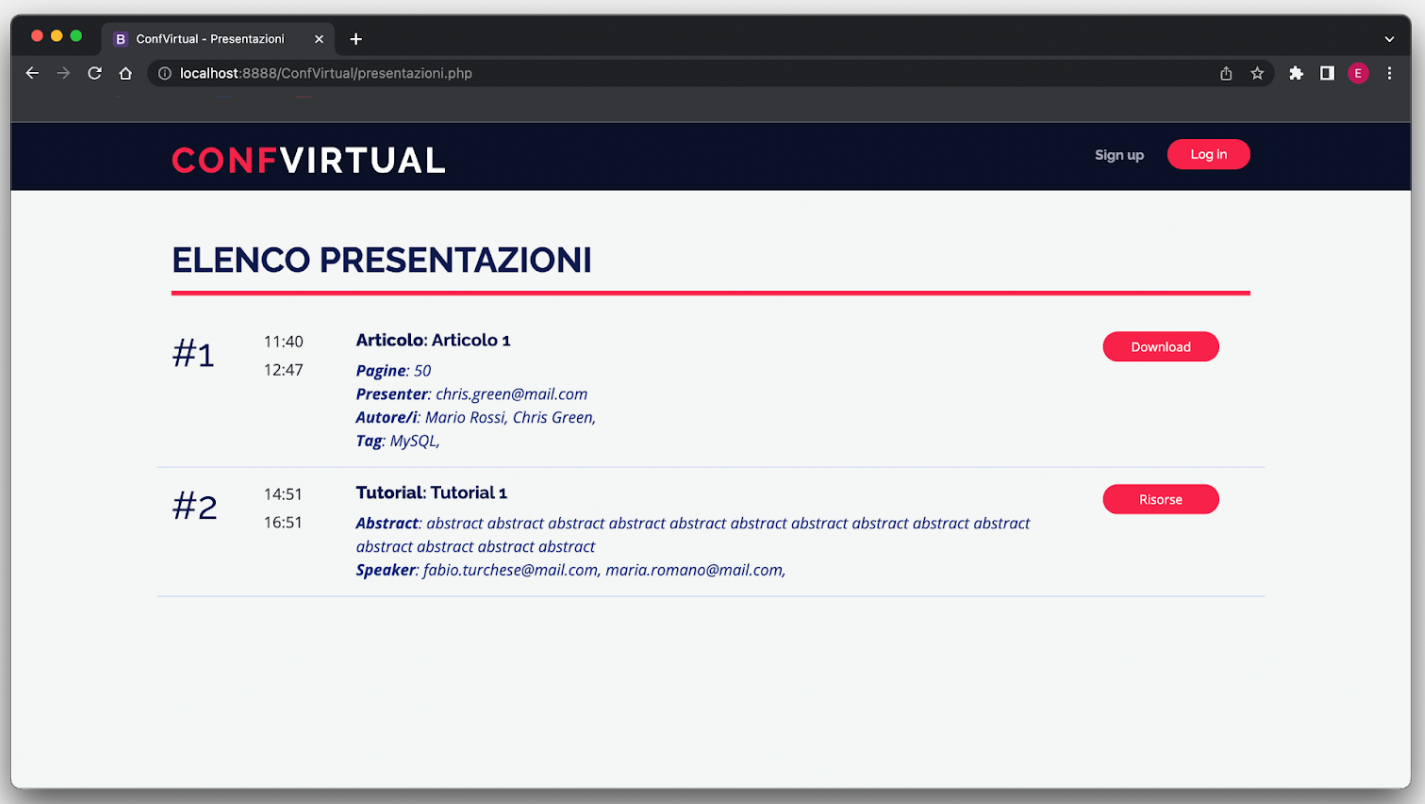 B ConfVirtual - Presentazioni
localhost:8888/ConfVirtual/presentazioni.php
E
CONFVIRTUAL
Sign up
Log In
ELENCO PRESENTAZIONI
#1
11:40
12:47
Articolo: Articolo 1
Pagine: 50
Presenter: chris.green@mail.com
Autore/i: Mario Rossi, Chris Green,
Tag: MySQL,
Download
#2
14:51
16:51
Tutorial: Tutorial 1
Abstract: abstract abstract abstract abstract abstract abstract abstract abstract abstract abstract
abstract abstract abstract abstract
Speaker: fabio.turchese@mail.com, maria.romano@mail.com,
Risorse